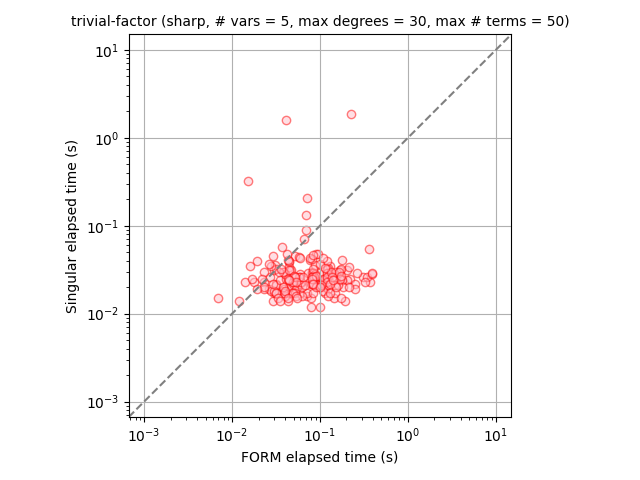 trivial-factor (sharp, # vars = 5, max degrees = 30, max # terms = 50)
Singular elapsed time (s)
10^1
10^0
10^-1
10^-2
10^-3
10^-3 10^-2 10^-1 10^0 10^1
FORM elapsed time (s)